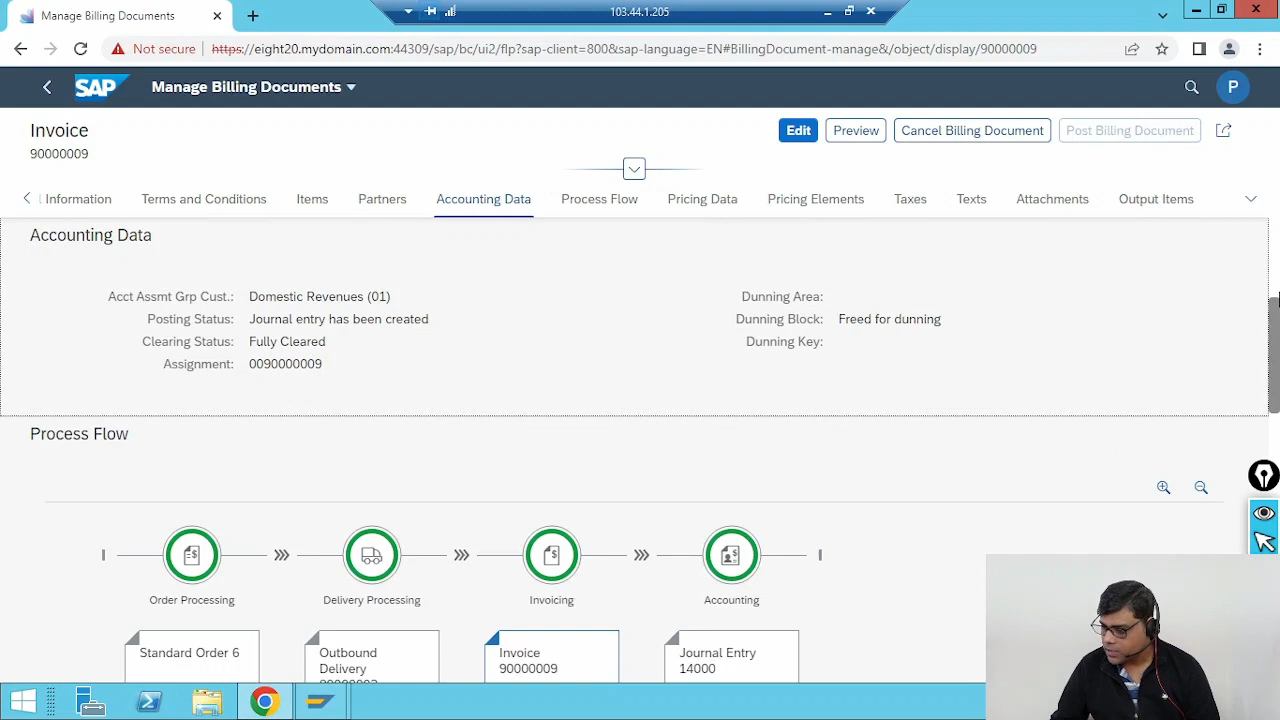 Manage Billing Documents
103.44.1.205
Not secure
https://eight20.mydomain.com:44309/sap/bc/ui2/flp?sap-client=800&sap-language=EN#BillingDocument-manage&/object/display/90000009
SAP
Manage Billing Documents
P
Invoice
90000009
Edit
Preview
Cancel Billing Document
Post Billing Document
l Information
Terms and Conditions
Items
Partners
Accounting Data
Process Flow
Pricing Data
Pricing Elements
Taxes
Texts
Attachments
Output Items
Accounting Data
Acct Assmt Grp Cust.: Domestic Revenues (01)
Posting Status: Journal entry has been created
Clearing Status: Fully Cleared
Assignment: 0090000009
Dunning Area:
Dunning Block: Freed for dunning
Dunning Key:
Process Flow
Order Processing
Delivery Processing
Invoicing
Accounting
Standard Order 6
Outbound
Delivery
Invoice
90000009
Journal Entry
14000